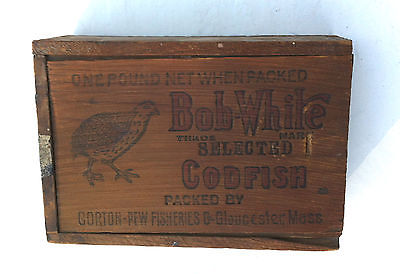 ONE POUND NET WHEN PACKED
Bob-White
TRADE MARK
SELECTED
CODFISH
PACKED BY
GORTON-PEW FISHERIES Co-Gloucester, Mass